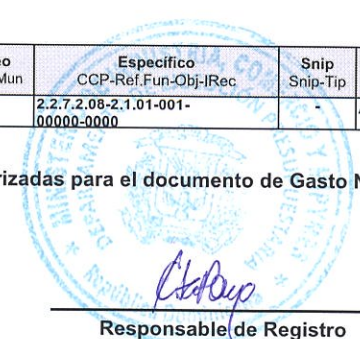 Específico Snip
Mun CCP-Ref.Fun-Obj-IRec Snip-Tip
2.2.7.2.08-2.1.01-001- -
00000-0000
rizadas para el documento de Gasto N
Responsable de Registro